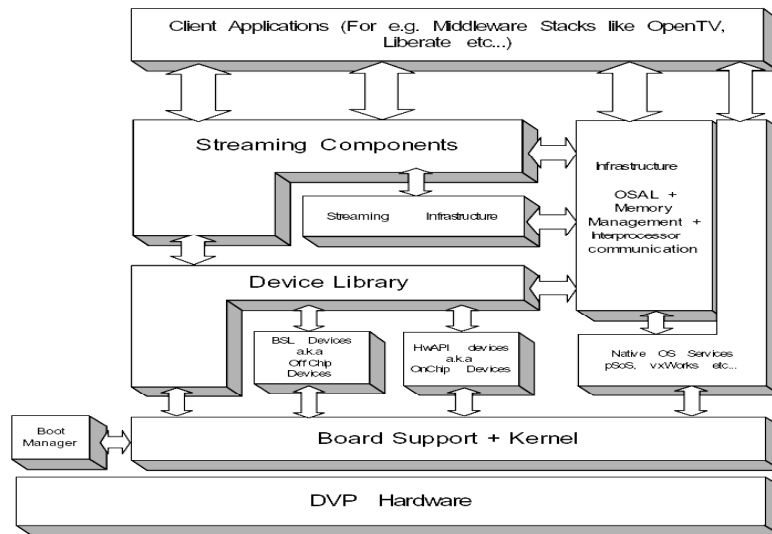 Client Applications (For e.g. Middleware Stacks like OpenTV,
Liberate etc...)
Streaming Components
Infrastructure
OSAL +
Memory
Management +
Interprocessor
communication
Streaming Infrastructure
Device Library
BSL Devices
a.k.a
Off Chip
Devices
HwAPI devices
a.k.a
OnChip Devices
Native OS Services
pSoS, vxWorks etc...
Boot
Manager
Board Support + Kernel
DVP Hardware